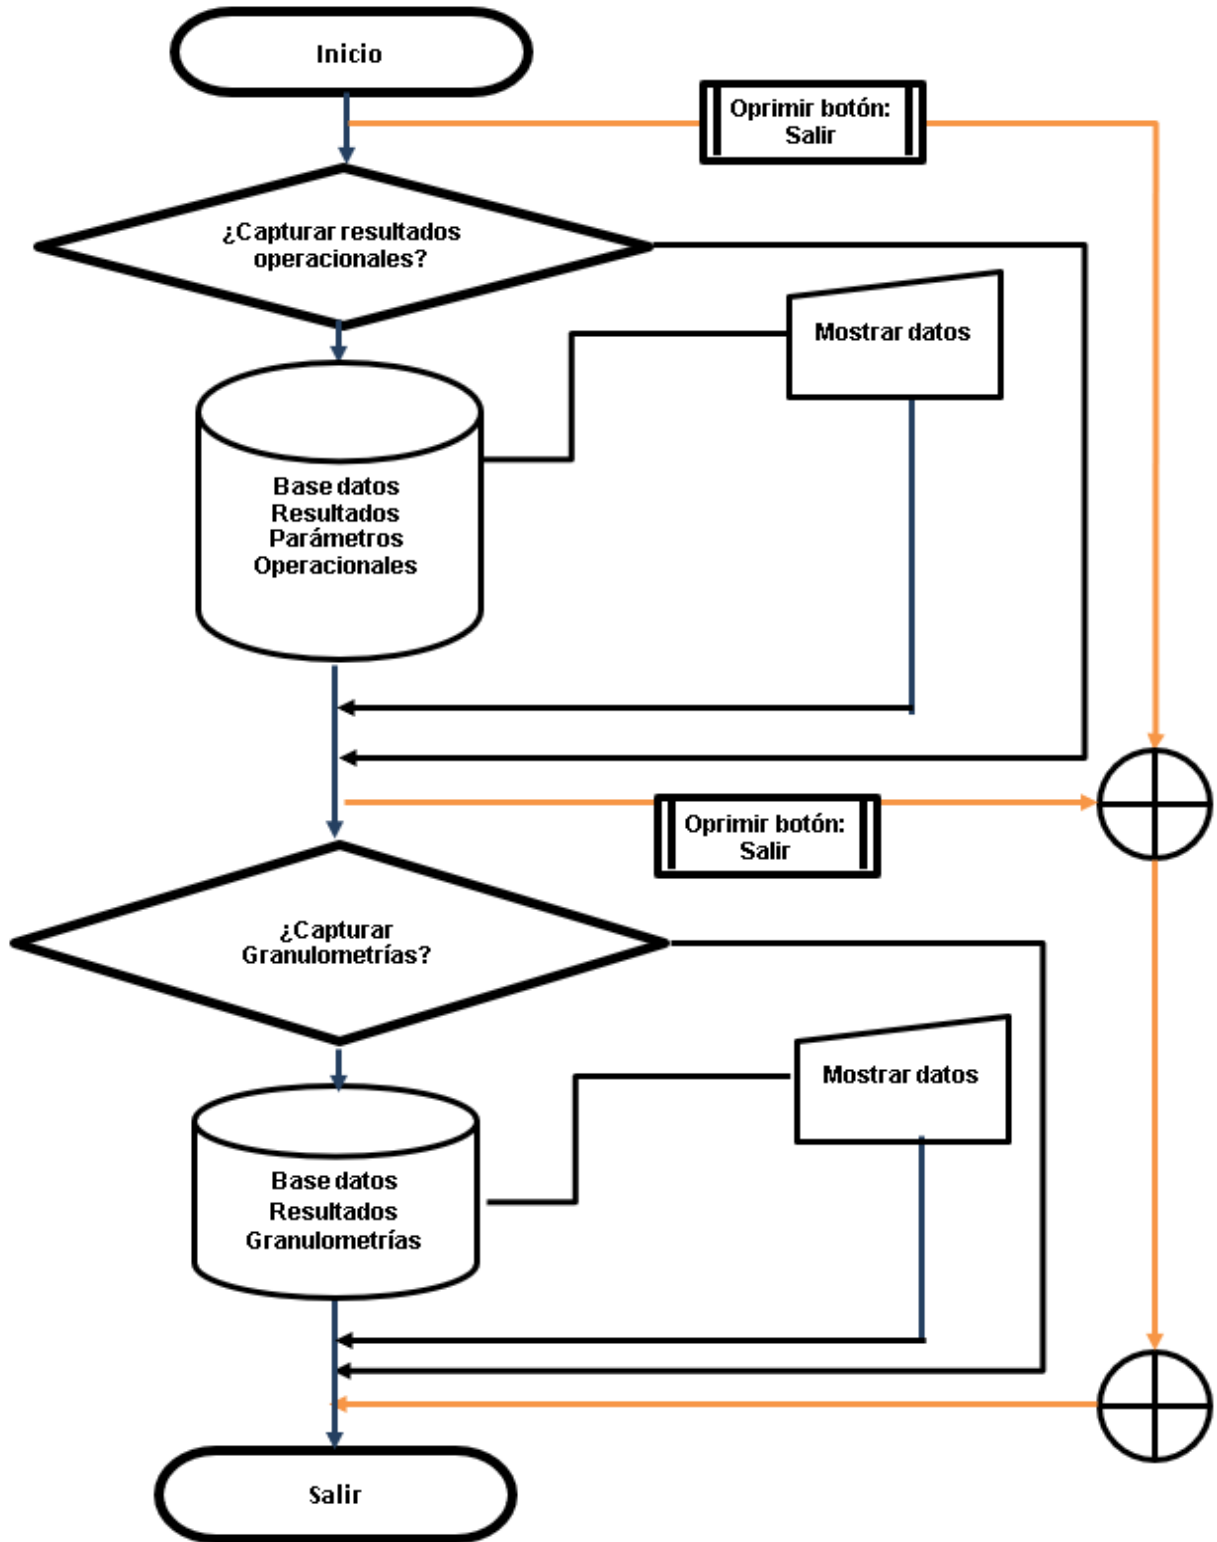 Inicio
Oprimir botón:
Salir
¿Capturar resultados
operacionales?
Mostrar datos
Base datos
Resultados
Parámetros
Operacionales
Oprimir botón:
Salir
¿Capturar
Granulometrías?
Mostrar datos
Base datos
Resultados
Granulometrías
Salir